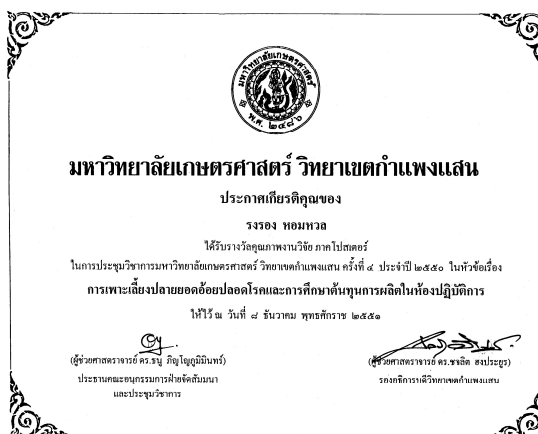 มหาวิทยาลัยเกษตรศาสตร์
พ.ศ. ๒๔๘๖
มหาวิทยาลัยเกษตรศาสตร์ วิทยาเขตกำแพงแสน
ประกาศเกียรติคุณของ
รงรอง หอมหวล
ได้รับรางวัลคุณภาพงานวิจัย ภาคโปสเตอร์
ในการประชุมวิชาการมหาวิทยาลัยเกษตรศาสตร์ วิทยาเขตกำแพงแสน ครั้งที่ ๔ ประจำปี ๒๕๕๐ ในหัวข้อเรื่อง
การเพาะเลี้ยงปลายยอดอ้อยปลอดโรคและการศึกษาต้นทุนการผลิตในห้องปฏิบัติการ
ให้ไว้ ณ วันที่ ๘ ธันวาคม พุทธศักราช ๒๕๕๑
(ผู้ช่วยศาสตราจารย์ ดร.ธนู ภิญโญภูมิมินทร์)
ประธานคณะอนุกรรมการฝ่ายจัดสัมมนา
และประชุมวิชาการ
(ผู้ช่วยศาสตราจารย์ ดร.ชจลิต ฮงประยูร)
รองอธิการบดีวิทยาเขตกำแพงแสน